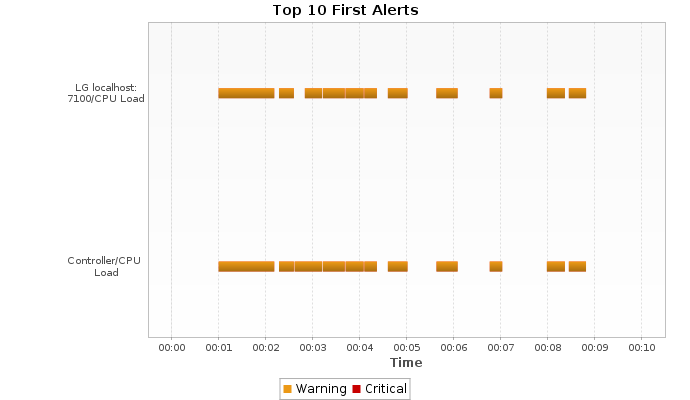 Top 10 First Alerts
LG localhost:
7100/CPU Load
Controller/CPU
Load
00:00 00:01 00:02 00:03 00:04 00:05 00:06 00:07 00:08 00:09 00:10
Time
Warning Critical